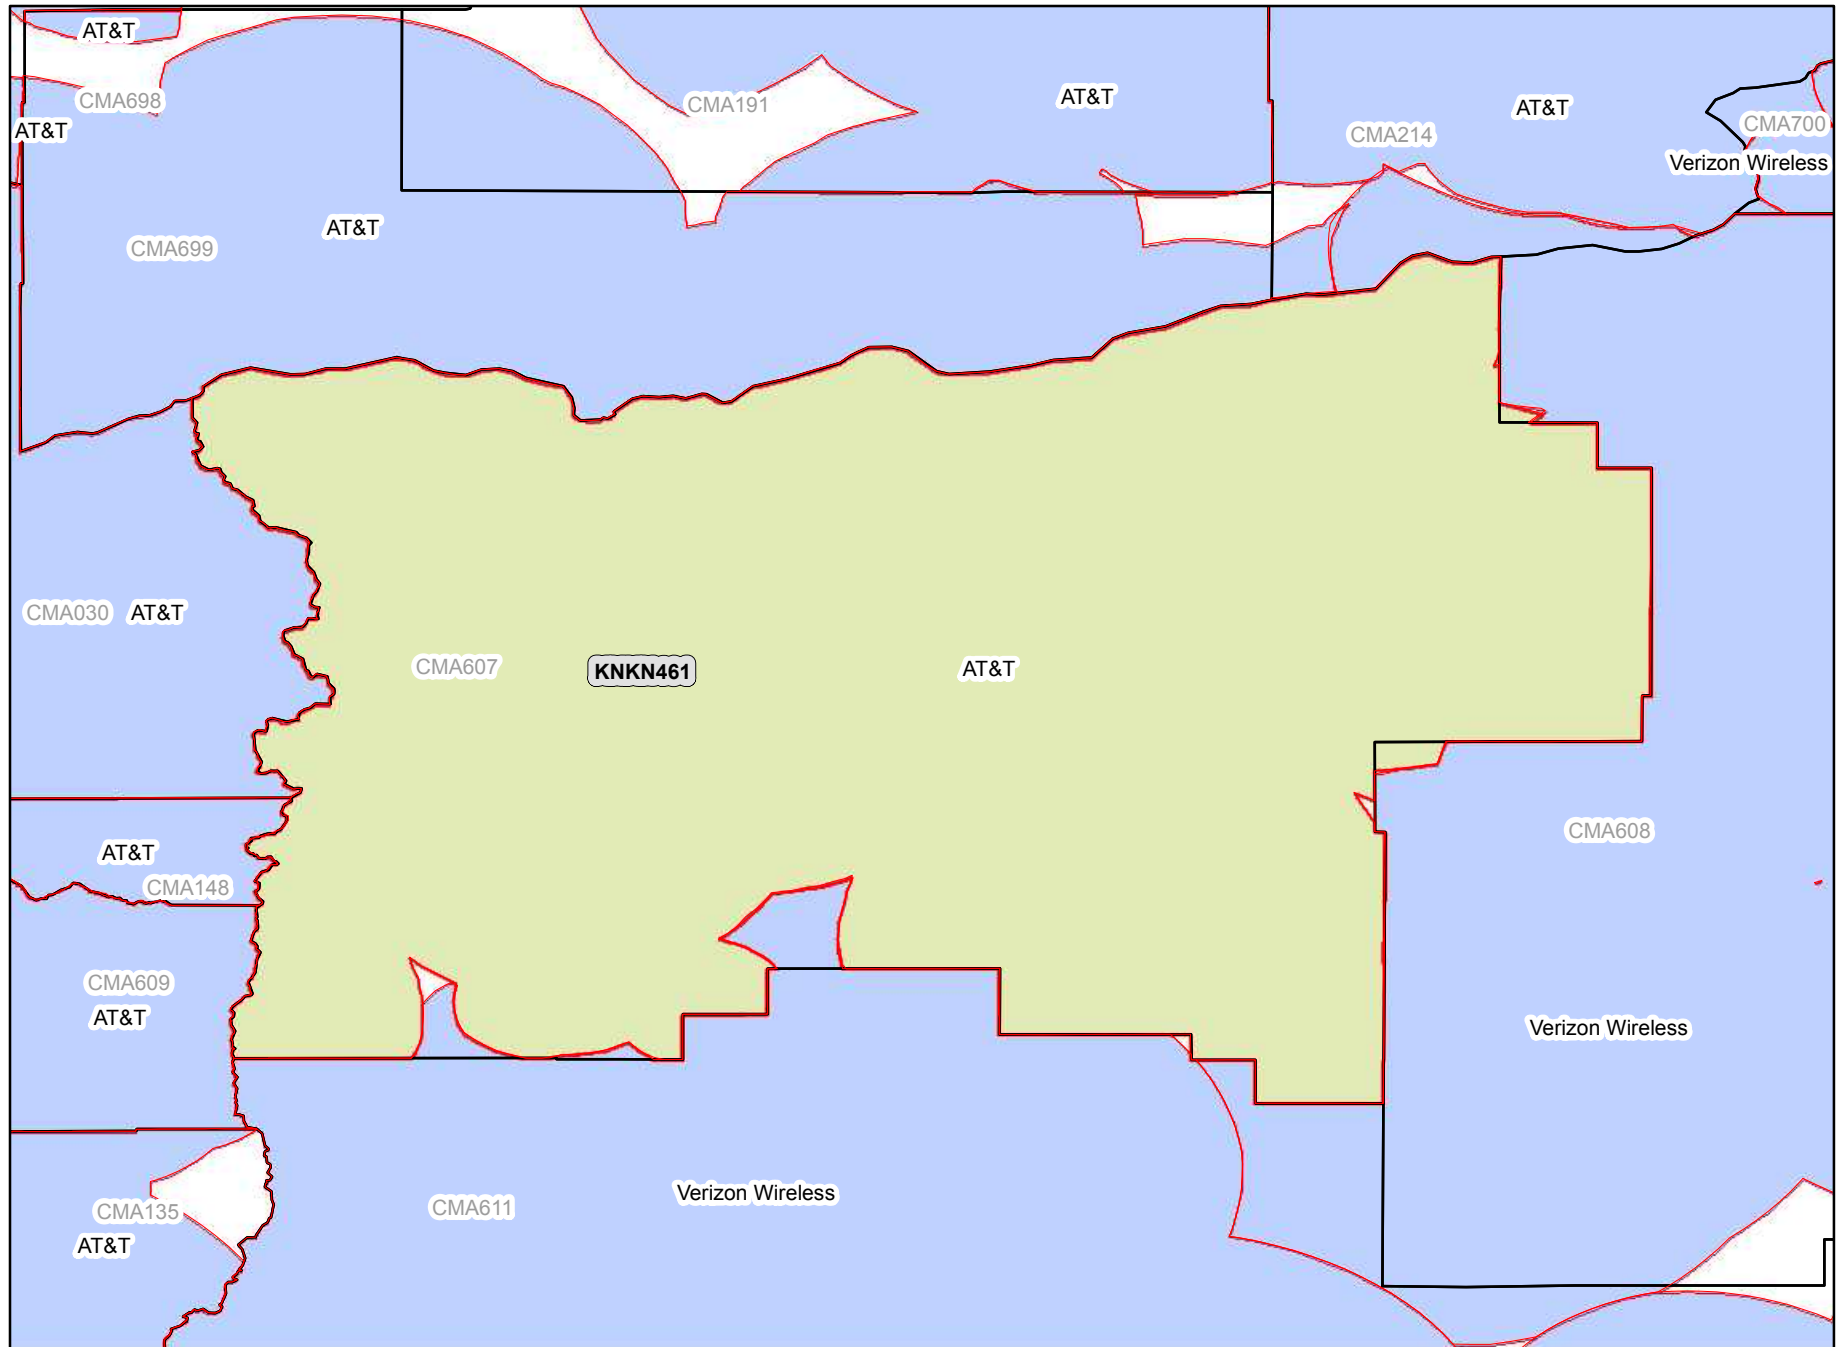 AT&T
CMA698
CMA191
AT&T
AT&T
CMA700
AT&T
CMA214
Verizon Wireless
AT&T
CMA699
CMA030 AT&T
CMA607 KNKN461 AT&T
CMA608
AT&T
CMA148
CMA609
AT&T
Verizon Wireless
Verizon Wireless
CMA611
CMA135
AT&T